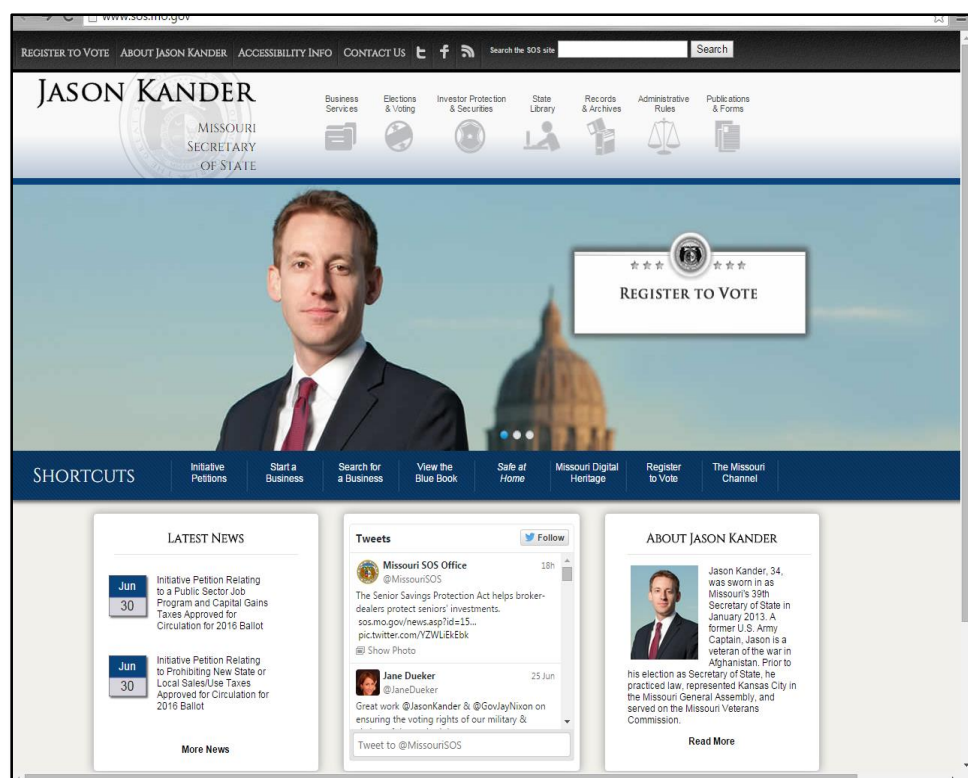 www.sos.mo.gov
Register to Vote About Jason Kander Accessibility Info Contact Us Search the SOS site Search
Jason Kander
Missouri
Secretary
of State
Business
Services
Elections
& Voting
Investor Protection
& Securities
State
Library
Records
& Archives
Administrative
Rules
Publications
& Forms
Register to Vote
Shortcuts
Initiative
Petitions
Start a
Business
Search for
a Business
View the
Blue Book
Safe at
Home
Missouri Digital
Heritage
Register
to Vote
The Missouri
Channel
Latest News
Jun
30
Initiative Petition Relating
to a Public Sector Job
Program and Capital Gains
Taxes Approved for
Circulation for 2016 Ballot
Jun
30
Initiative Petition Relating
to Prohibiting New State or
Local Sales/Use Taxes
Approved for Circulation for
2016 Ballot
More News
Tweets Follow
Missouri SOS Office 18h
@MissouriSOS
The Senior Savings Protection Act helps broker-
dealers protect seniors' investments.
sos.mo.gov/news.asp?id=15...
pic.twitter.com/YZWLiEkEbk
Show Photo
Jane Dueker 25 Jun
@JaneDueker
Great work @JasonKander & @GovJayNixon on
ensuring the voting rights of our military &
Tweet to @MissouriSOS
About Jason Kander
Jason Kander, 34,
was sworn in as
Missouri's 39th
Secretary of State in
January 2013. A
former U.S. Army
Captain, Jason is a
veteran of the war in
Afghanistan. Prior to
his election as Secretary of State, he
practiced law, represented Kansas City in
the Missouri General Assembly, and
served on the Missouri Veterans
Commission.
Read More